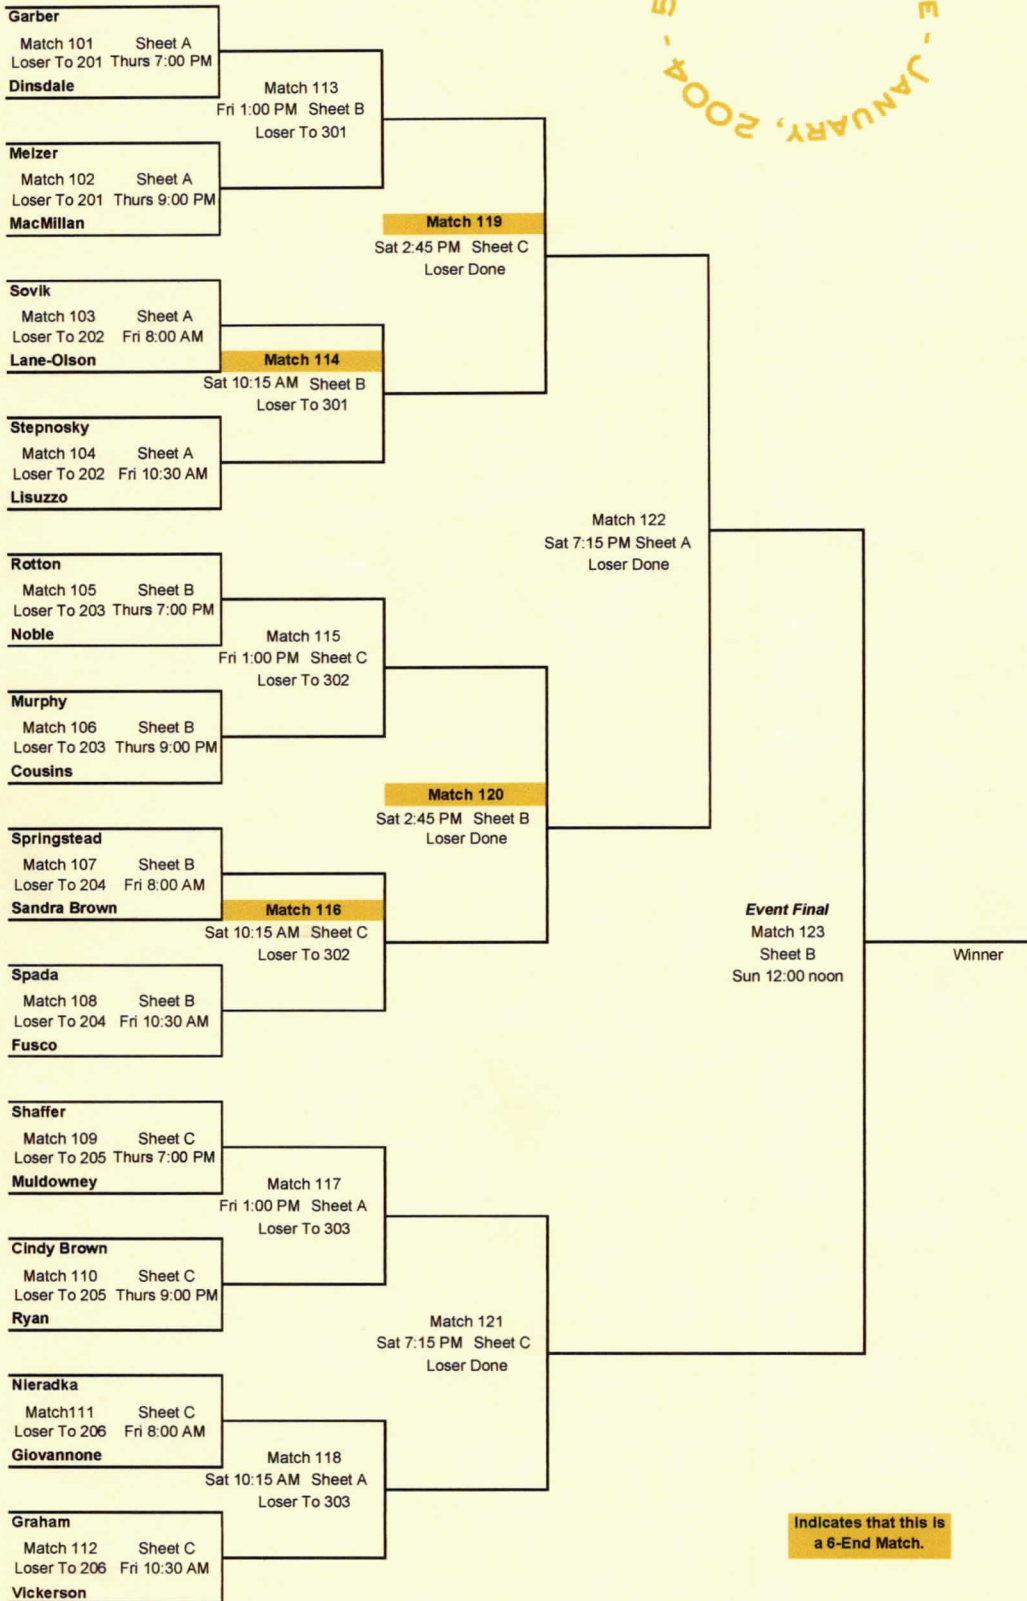 E - JANUARY, 2004 - S
Garber
Match 101 Sheet A
Loser To 201 Thurs 7:00 PM
Dinsdale
Match 113
Fri 1:00 PM Sheet B
Loser To 301
Melzer
Match 102 Sheet A
Loser To 201 Thurs 9:00 PM
MacMillan
Match 119
Sat 2:45 PM Sheet C
Loser Done
Sovik
Match 103 Sheet A
Loser To 202 Fri 8:00 AM
Lane-Olson
Match 114
Sat 10:15 AM Sheet B
Loser To 301
Stepnosky
Match 104 Sheet A
Loser To 202 Fri 10:30 AM
Lisuzzo
Match 122
Sat 7:15 PM Sheet A
Loser Done
Rotton
Match 105 Sheet B
Loser To 203 Thurs 7:00 PM
Noble
Match 115
Fri 1:00 PM Sheet C
Loser To 302
Murphy
Match 106 Sheet B
Loser To 203 Thurs 9:00 PM
Cousins
Match 120
Sat 2:45 PM Sheet B
Loser Done
Springstead
Match 107 Sheet B
Loser To 204 Fri 8:00 AM
Sandra Brown
Match 116
Sat 10:15 AM Sheet C
Loser To 302
Event Final
Match 123
Sheet B
Sun 12:00 noon
Winner
Spada
Match 108 Sheet B
Loser To 204 Fri 10:30 AM
Fusco
Shaffer
Match 109 Sheet C
Loser To 205 Thurs 7:00 PM
Muldowney
Match 117
Fri 1:00 PM Sheet A
Loser To 303
Cindy Brown
Match 110 Sheet C
Loser To 205 Thurs 9:00 PM
Ryan
Match 121
Sat 7:15 PM Sheet C
Loser Done
Nieradka
Match111 Sheet C
Loser To 206 Fri 8:00 AM
Giovannone
Match 118
Sat 10:15 AM Sheet A
Loser To 303
Graham
Match 112 Sheet C
Loser To 206 Fri 10:30 AM
Vickerson
Indicates that this is
a 6-End Match.